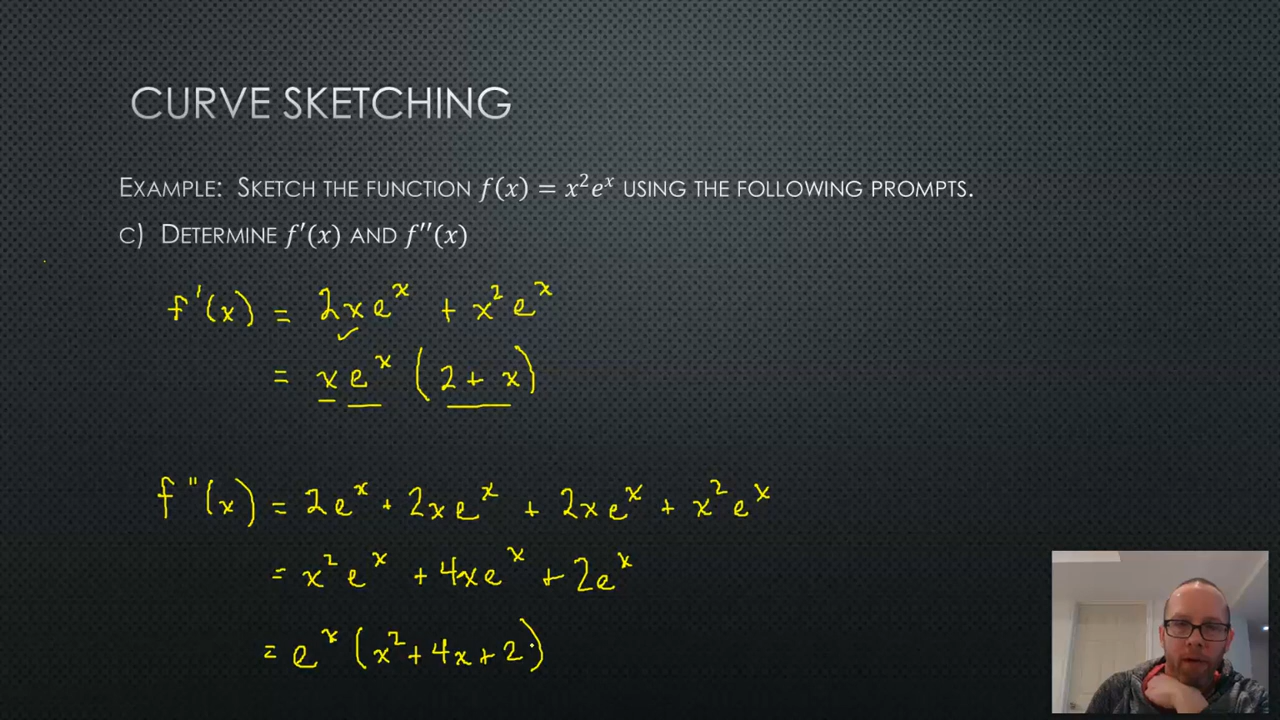 CURVE SKETCHING
EXAMPLE: SKETCH THE FUNCTION f(x) = x²eˣ USING THE FOLLOWING PROMPTS.
C) DETERMINE f′(x) AND f′′(x)
f'(x) = 2xeˣ + x²eˣ
= xeˣ(2 + x)
f"(x) = 2eˣ + 2xeˣ + 2xeˣ + x²eˣ
= x²eˣ + 4xeˣ + 2eˣ
= eˣ(x² + 4x + 2)